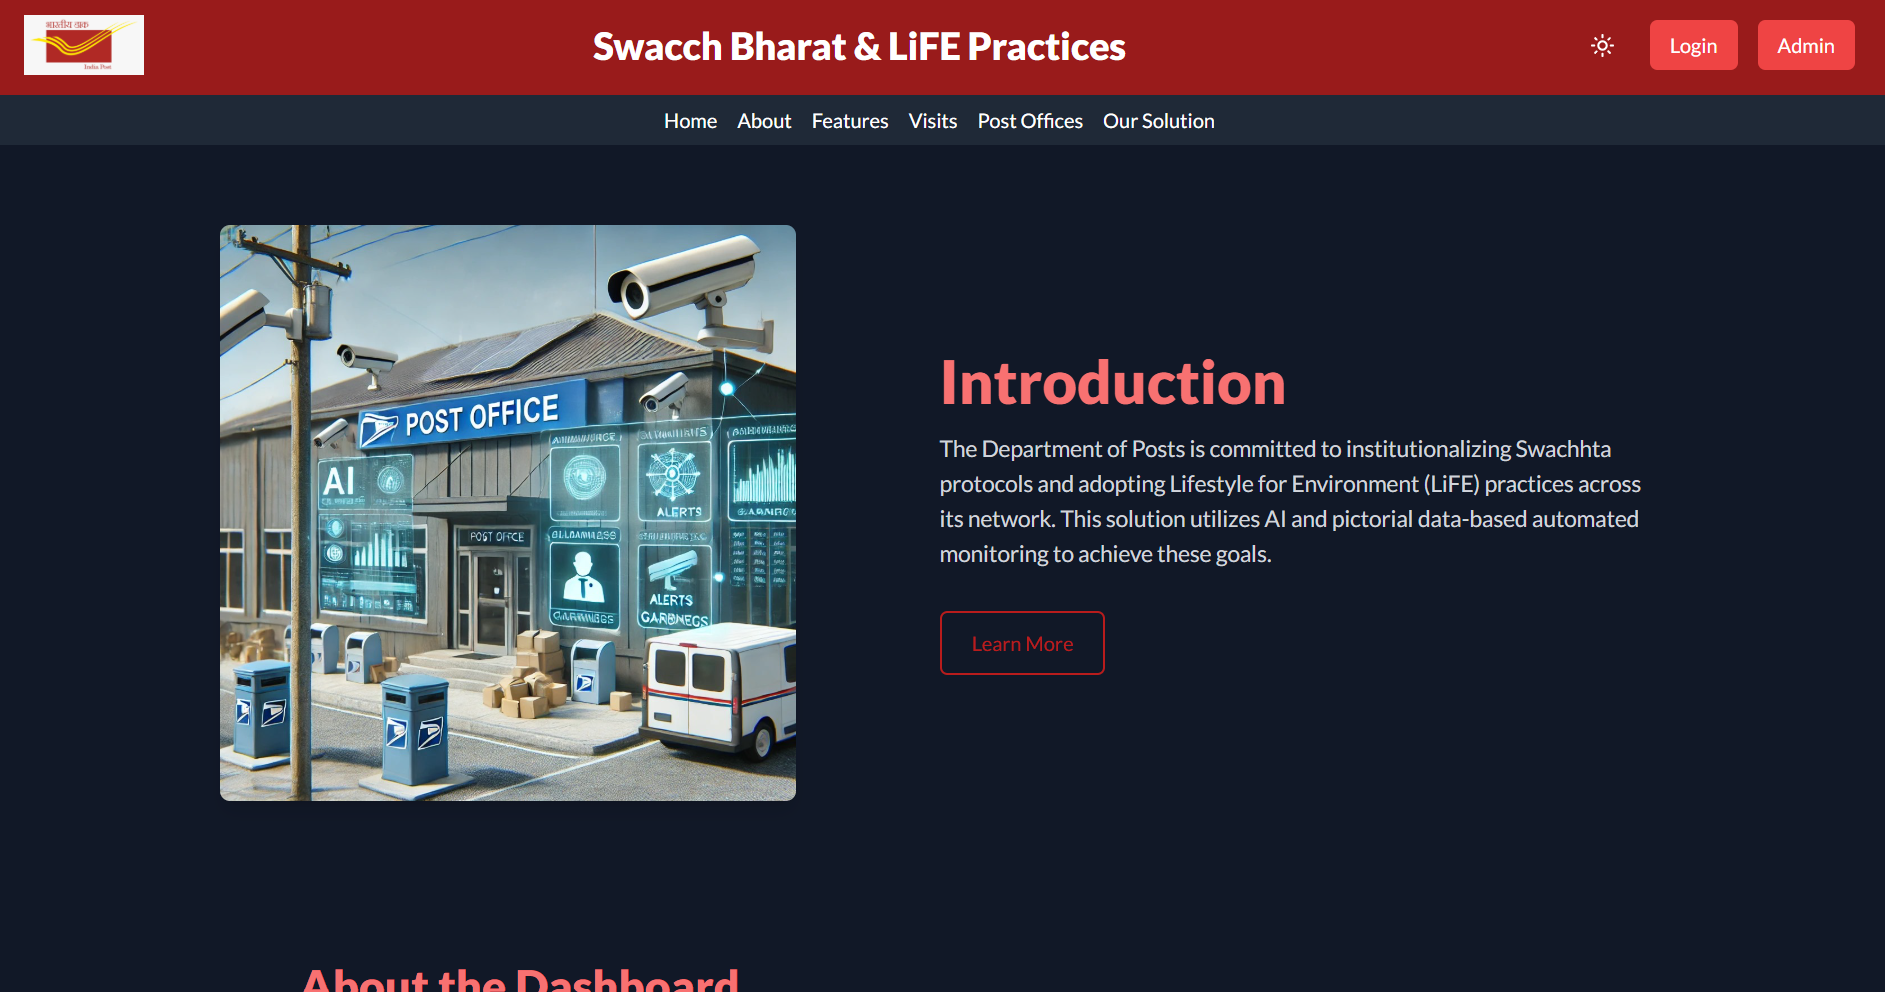 भारतीय डाक
India Post
Swacch Bharat & LiFE Practices
Login
Admin
Home About Features Visits Post Offices Our Solution
POST OFFICE
AI
ALERTS
POST OFFCE
ALERTS
Introduction
The Department of Posts is committed to institutionalizing Swachhta
protocols and adopting Lifestyle for Environment (LiFE) practices across
its network. This solution utilizes AI and pictorial data-based automated
monitoring to achieve these goals.
Learn More
About the Dashboard